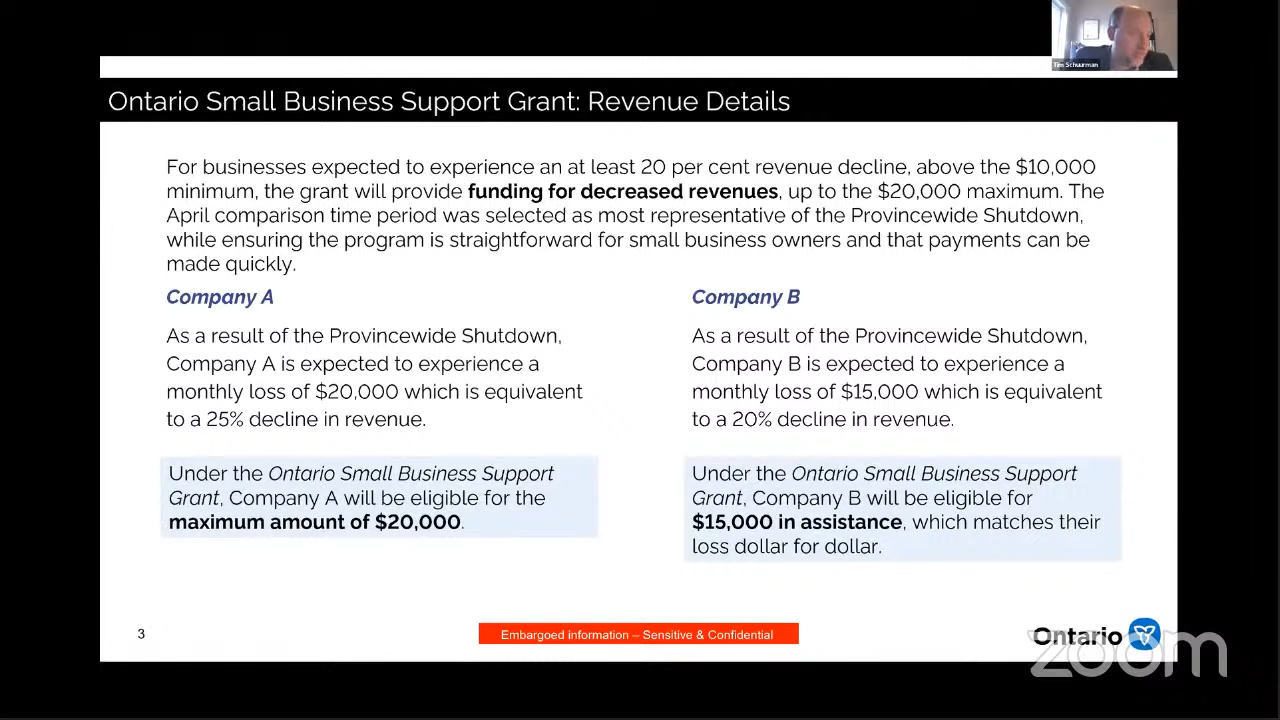 Tim Schuurman
Ontario Small Business Support Grant: Revenue Details
For businesses expected to experience an at least 20 per cent revenue decline, above the $10,000
minimum, the grant will provide funding for decreased revenues, up to the $20,000 maximum. The
April comparison time period was selected as most representative of the Provincewide Shutdown,
while ensuring the program is straightforward for small business owners and that payments can be
made quickly.
Company A
As a result of the Provincewide Shutdown,
Company A is expected to experience a
monthly loss of $20,000 which is equivalent
to a 25% decline in revenue.
Under the Ontario Small Business Support
Grant, Company A will be eligible for the
maximum amount of $20,000.
Company B
As a result of the Provincewide Shutdown,
Company B is expected to experience a
monthly loss of $15,000 which is equivalent
to a 20% decline in revenue.
Under the Ontario Small Business Support
Grant, Company B will be eligible for
$15,000 in assistance, which matches their
loss dollar for dollar.
3
Embargoed information – Sensitive & Confidential
Ontario
zoom